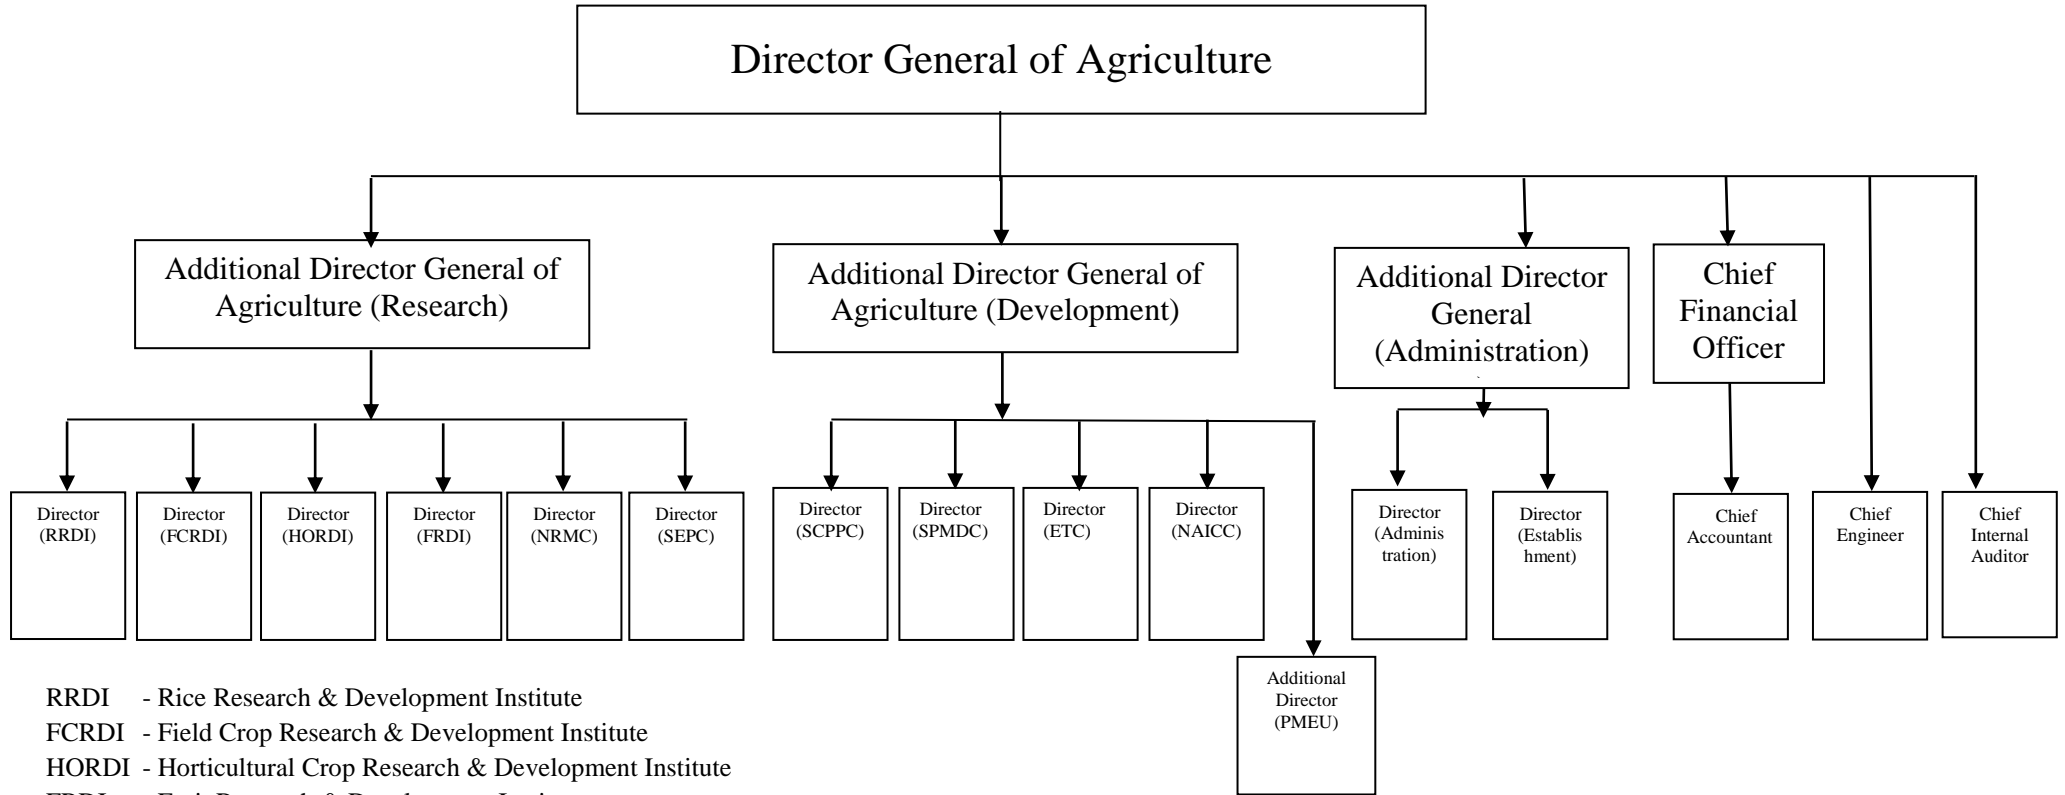 Director General of Agriculture
Additional Director General of
Agriculture (Research)
Additional Director General of
Agriculture (Development)
Additional Director
General
(Administration)
Chief
Financial
Officer
Director
(RRDI)
Director
(FCRDI)
Director
(HORDI)
Director
(FRDI)
Director
(NRMC)
Director
(SEPC)
Director
(SCPPC)
Director
(SPMDC)
Director
(ETC)
Director
(NAICC)
Director
(Adminis
tration)
Director
(Establis
hment)
Chief
Accountant
Chief
Engineer
Chief
Internal
Auditor
Additional
Director
(PMEU)
RRDI - Rice Research & Development Institute
FCRDI - Field Crop Research & Development Institute
HORDI - Horticultural Crop Research & Development Institute